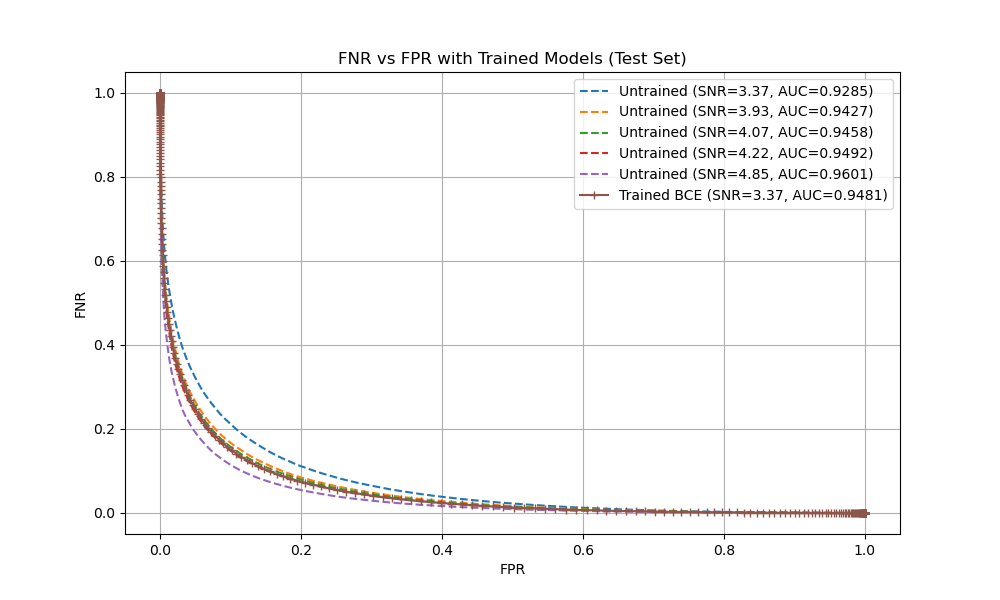 FNR vs FPR with Trained Models (Test Set)
Untrained (SNR=3.37, AUC=0.9285)
Untrained (SNR=3.93, AUC=0.9427)
Untrained (SNR=4.07, AUC=0.9458)
Untrained (SNR=4.22, AUC=0.9492)
Untrained (SNR=4.85, AUC=0.9601)
Trained BCE (SNR=3.37, AUC=0.9481)
FNR
1.0
0.8
0.6
0.4
0.2
0.0
0.0 0.2 0.4 0.6 0.8 1.0
FPR